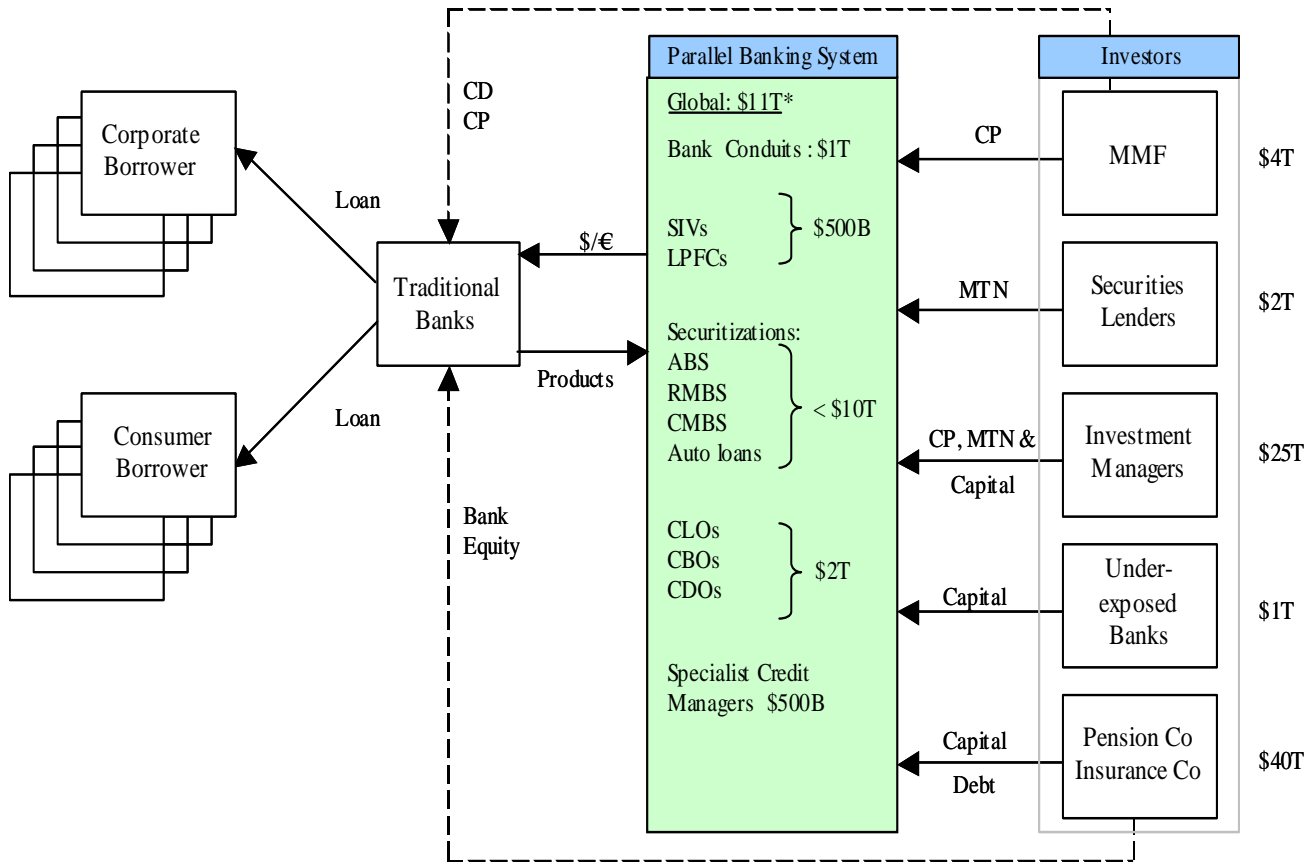 Parallel Banking System
Investors
CD
CP
Global: $11T*
Bank Conduits : $1T
SIVs
LPFCs
$500B
Securitizations:
ABS
RMBS
CMBS
Auto loans
< $10T
CLOs
CBOs
CDOs
$2T
Specialist Credit
Managers $500B
Corporate
Borrower
Loan
Traditional
Banks
$/€
Products
Consumer
Borrower
Loan
Bank
Equity
CP
MMF
$4T
MTN
Securities
Lenders
$2T
CP, MTN &
Capital
Investment
Managers
$25T
Capital
Under-
exposed
Banks
$1T
Capital
Debt
Pension Co
Insurance Co
$40T